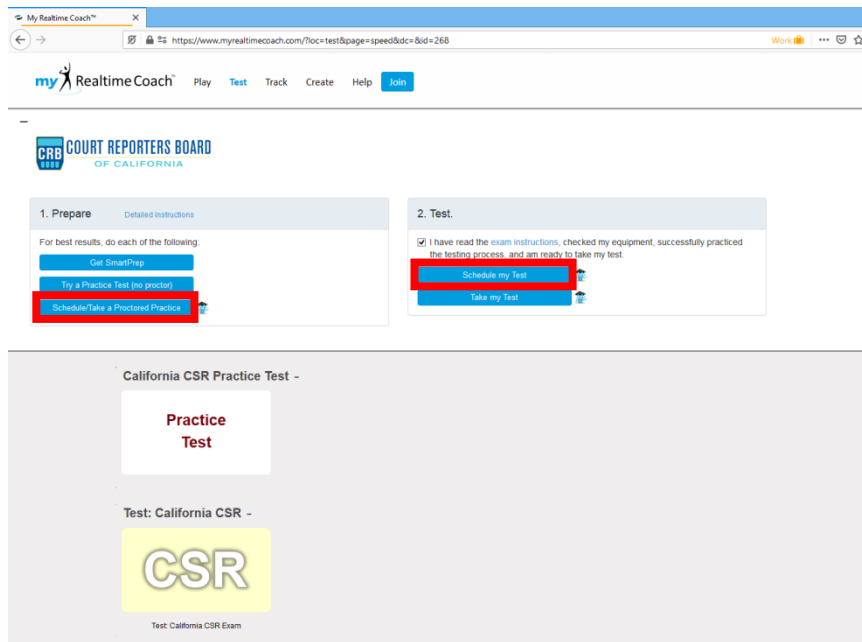 My Realtime Coach™
https://www.myrealtimecoach.com/?loc=test&page=speed&dc=&id=268
Work
my Realtime Coach™ Play Test Track Create Help Join
CRB COURT REPORTERS BOARD
OF CALIFORNIA
1. Prepare Detailed Instructions
For best results, do each of the following:
Get SmartPrep
Try a Practice Test (no proctor)
Schedule/Take a Proctored Practice
2. Test.
I have read the exam instructions, checked my equipment, successfully practiced
the testing process, and am ready to take my test.
Schedule my Test
Take my Test
California CSR Practice Test -
Practice
Test
Test: California CSR -
CSR
Test: California CSR Exam